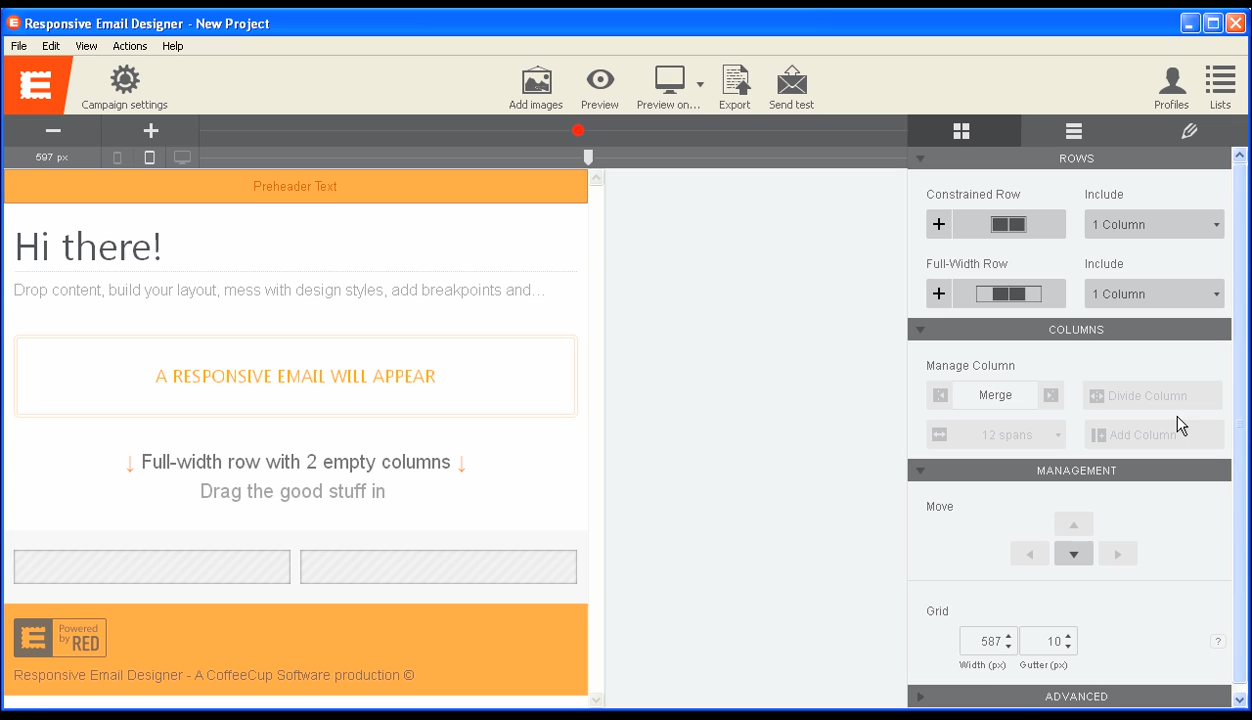 Responsive Email Designer - New Project
File Edit View Actions Help
Campaign settings Add images Preview Preview on... Export Send test Profiles Lists
597 px
ROWS
Preheader Text
Constrained Row Include
1 Column
Hi there!
Full-Width Row Include
Drop content, build your layout, mess with design styles, add breakpoints and...
1 Column
COLUMNS
Manage Column
A RESPONSIVE EMAIL WILL APPEAR
Merge Divide Column
12 spans Add Column
↓ Full-width row with 2 empty columns ↓
MANAGEMENT
Drag the good stuff in
Move
Grid
Powered
by RED
587 10 ?
Width (px) Gutter (px)
Responsive Email Designer - A CoffeeCup Software production ©
ADVANCED